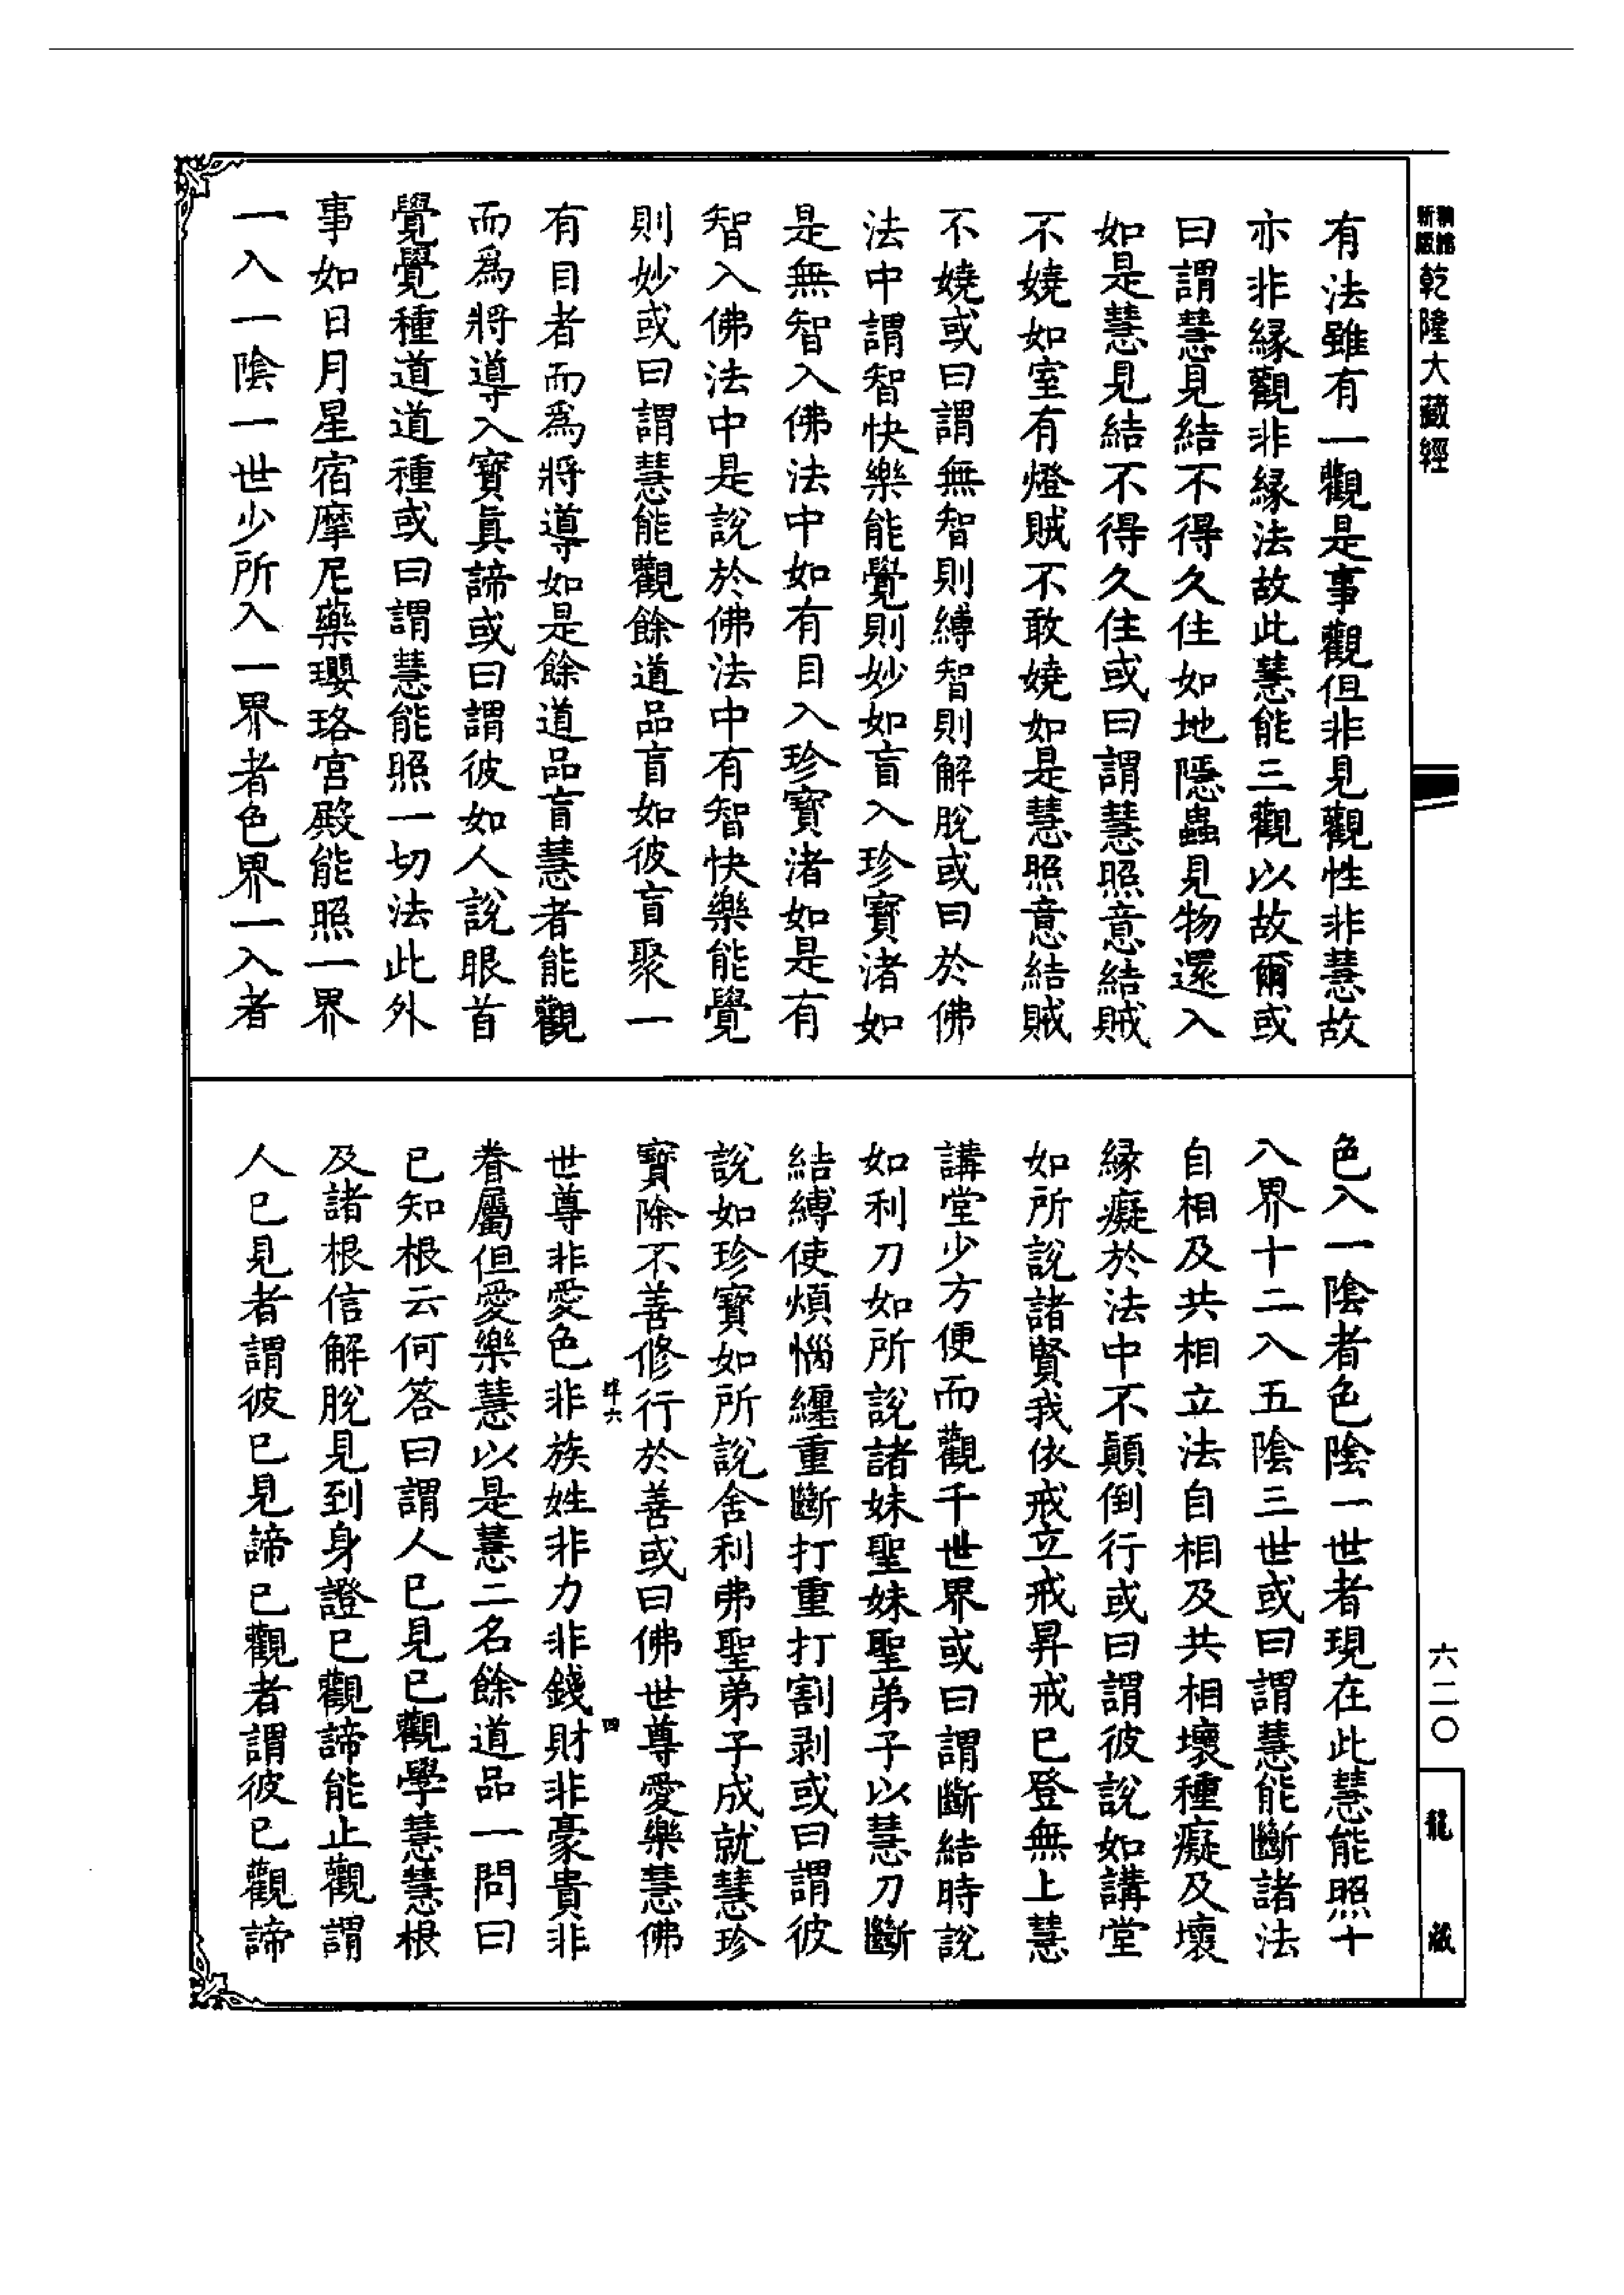 新版精縮乾隆大藏經
有法雖有一觀是事觀但非見觀性非慧故
亦非緣觀非緣法故此慧能三觀以故爾或
曰謂慧見結不得久住如地隱蟲見物還入
如是慧見結不得久住或曰謂慧照意結賊
不嬈如室有燈賊不敢嬈如是慧照意結賊
不嬈或曰謂無智則縛智則解脫或曰於佛
法中謂智快樂能覺則妙如盲入珍寶渚如
是無智入佛法中如有目入珍寶渚如是有
智入佛法中是說於佛法中有智快樂能覺
則妙或曰謂慧能觀餘道品盲如彼盲聚一
有目者而爲將導如是餘道品盲慧者能觀
而爲將導入寶眞諦或曰謂彼如人說眼首
覺覺種道道種或曰謂慧能照一切法此外
事如日月星宿摩尼藥瓔珞宮殿能照一界
一入一陰一世少所入一界者色界一入者
色入一陰者色陰一世者現在此慧能照十
八界十二入五陰三世或曰謂慧能斷諸法
自相及共相立法自相及共相壞種癡及壞
緣癡於法中不顛倒行或曰謂彼說如講堂
如所說諸賢我依戒立戒昇戒已登無上慧
講堂少方便而觀千世界或曰謂斷結時說
如利刀如所說諸妹聖妹聖弟子以慧刀斷
結縛使煩惱纏重斷打重打割剥或曰謂彼
說如珍寶如所說舍利弗聖弟子成就慧珍
寶除不善修行於善或曰佛世尊愛樂慧佛
肆六
四
世尊非愛色非族姓非力非錢財非豪貴非
眷屬但愛樂慧以是慧二名餘道品一問曰
已知根云何答曰謂人已見已觀學慧慧根
及諸根信解脫見到身證已觀諦能止觀謂
人已見者謂彼已見諦已觀者謂彼已觀諦
六二〇
龍藏